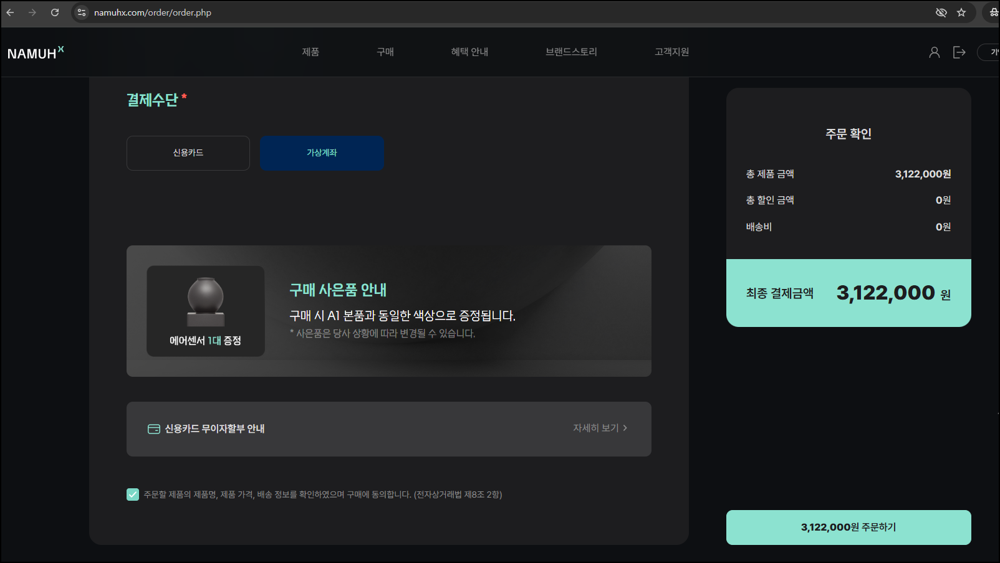 namuhx.com/order/order.php
NAMUHX
제품
구매
혜택 안내
브랜드스토리
고객지원
결제수단 *
신용카드
가상계좌
에어센서 1대 증정
구매 사은품 안내
구매 시 A1 본품과 동일한 색상으로 증정됩니다.
* 사은품은 당사 상황에 따라 변경될 수 있습니다.
신용카드 무이자할부 안내
자세히 보기 >
주문할 제품의 제품명, 제품 가격, 배송 정보를 확인하였으며 구매에 동의합니다. (전자상거래법 제8조 2항)
주문 확인
총 제품 금액 3,122,000원
총 할인 금액 0원
배송비 0원
최종 결제금액 3,122,000 원
3,122,000원 주문하기